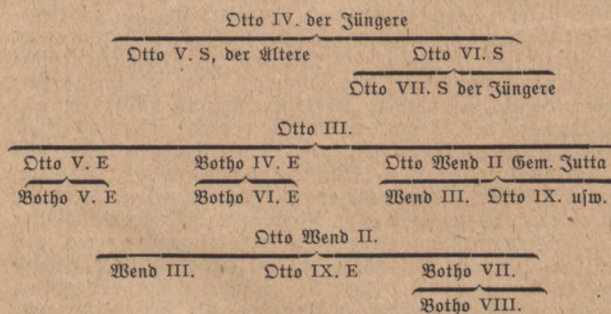 Otto IV. der Jüngere
Otto V. S, der Ältere Otto VI. S
Otto VII. S der Jüngere
Otto III.
Otto V. E Botho IV. E Otto Wend II Gem. Jutta
Botho V. E Botho VI. E Wend III. Otto IX. usw.
Otto Wend II.
Wend III. Otto IX. E Botho VII.
Botho VIII.